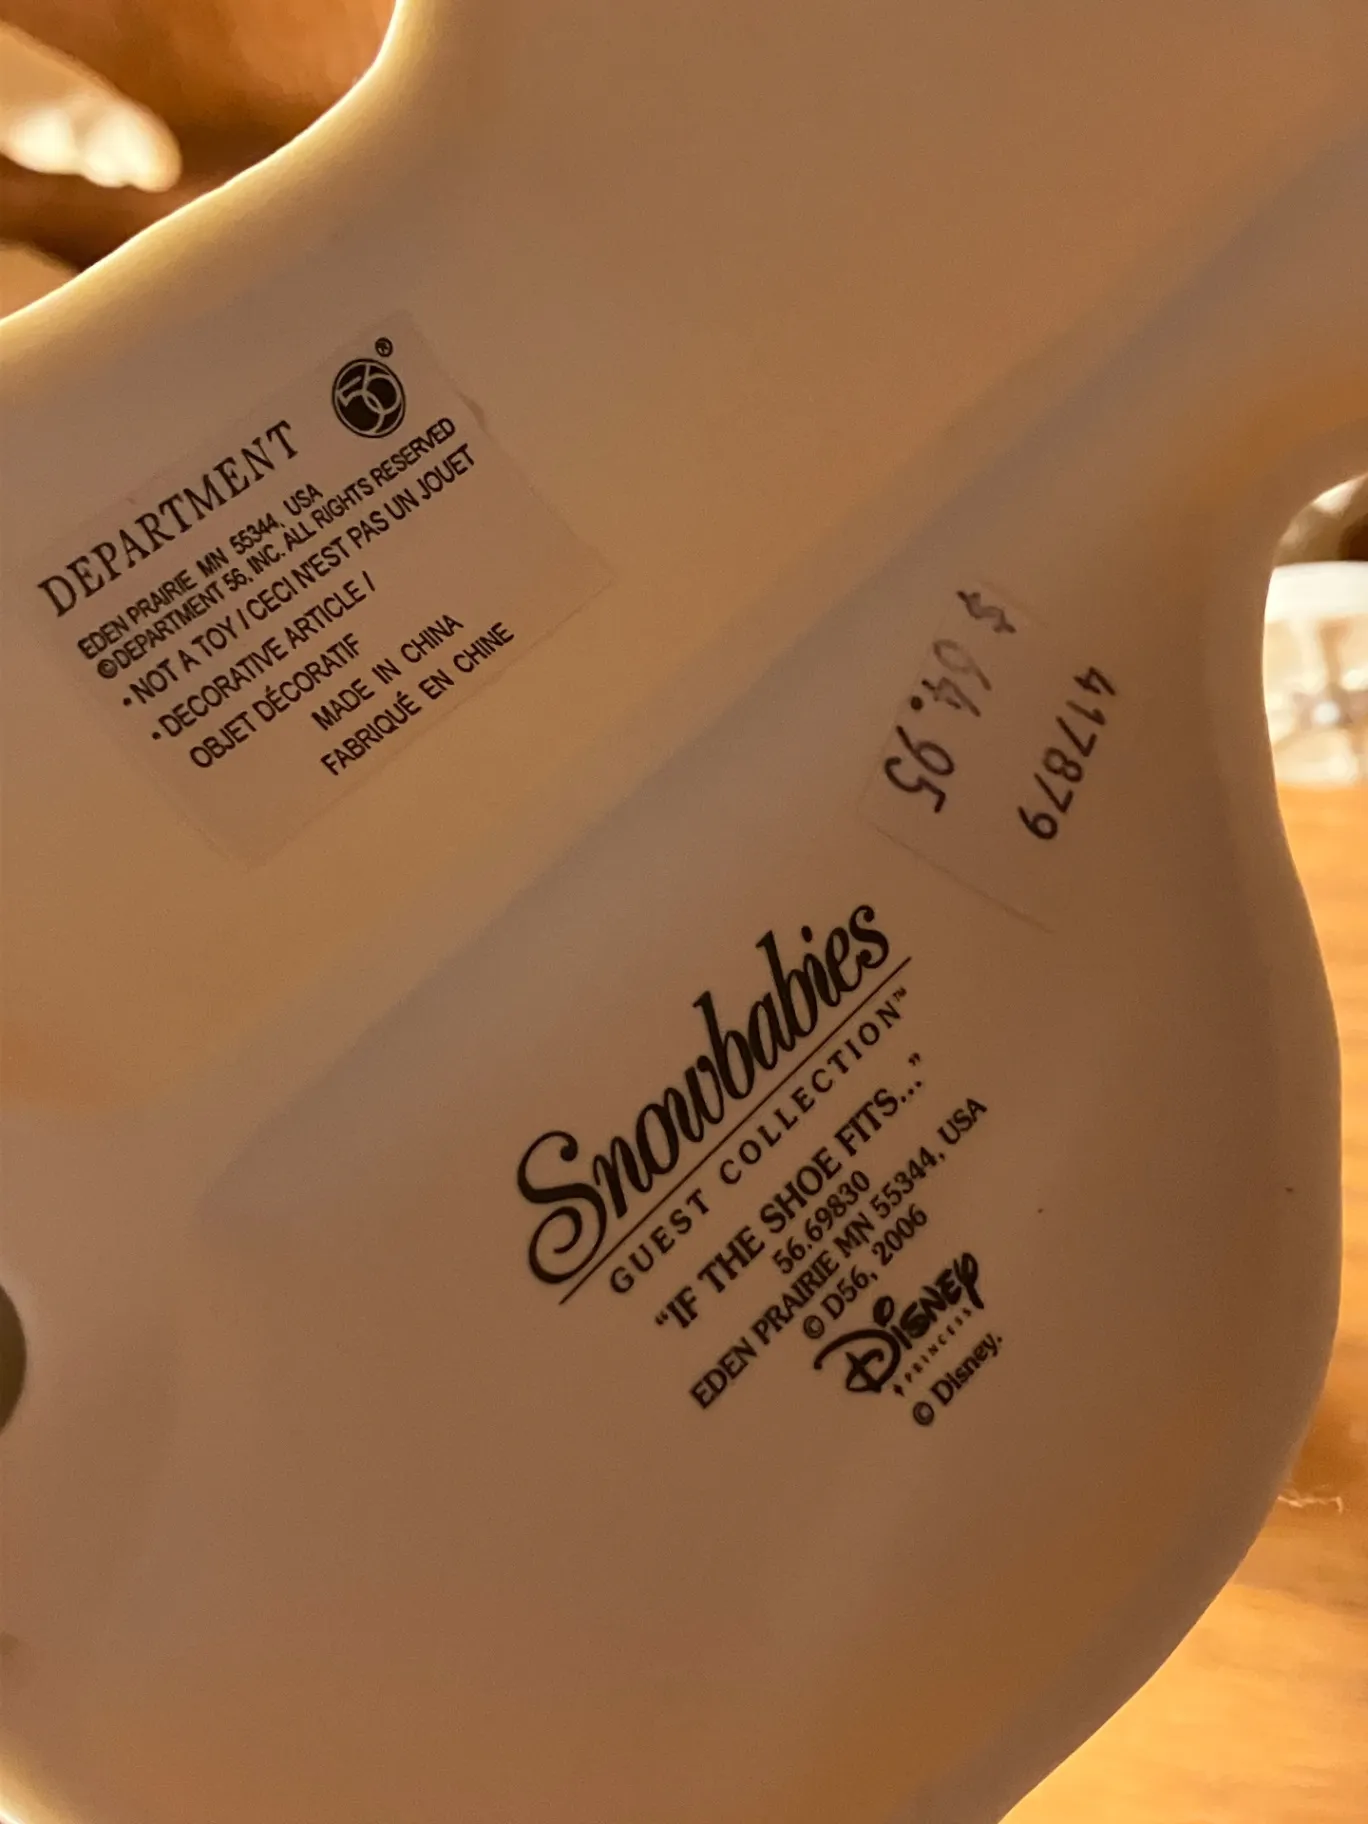 DEPARTMENT 56®
EDEN PRAIRIE MN 55344, USA
©DEPARTMENT 56, INC. ALL RIGHTS RESERVED
• NOT A TOY / CECI N'EST PAS UN JOUET
• DECORATIVE ARTICLE /
OBJET DÉCORATIF
MADE IN CHINA
FABRIQUÉ EN CHINE
$64.95
417879
Snowbabies
GUEST COLLECTION™
“IF THE SHOE FITS...”
56.69830
EDEN PRAIRIE MN 55344, USA
© D56, 2006
Disney
PRINCESS
© Disney.